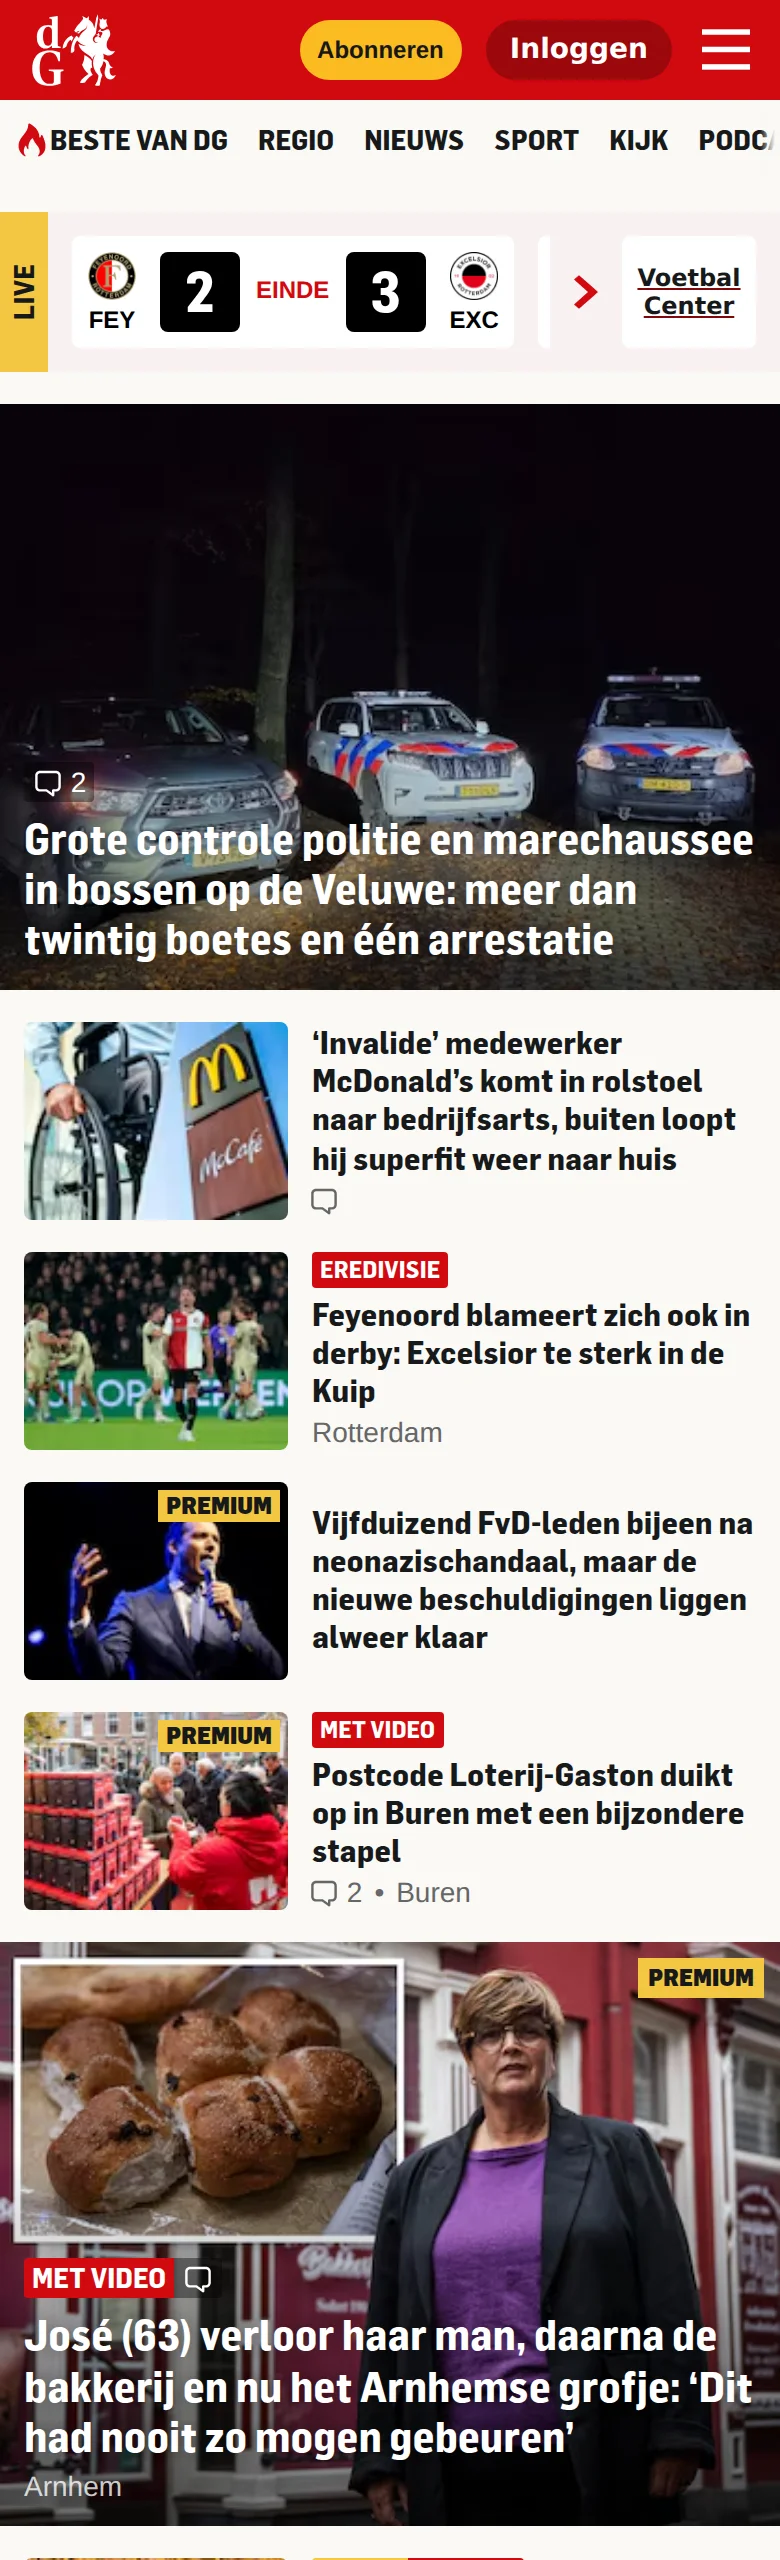 dG
Abonneren
Inloggen
BESTE VAN DG
REGIO
NIEUWS
SPORT
KIJK
LIVE
FEY
2
EINDE
3
EXC
Voetbal
Center
2
Grote controle politie en marechaussee
in bossen op de Veluwe: meer dan
twintig boetes en één arrestatie
McCafé
‘Invalide’ medewerker
McDonald’s komt in rolstoel
naar bedrijfsarts, buiten loopt
hij superfit weer naar huis
EREDIVISIE
Feyenoord blameert zich ook in
derby: Excelsior te sterk in de
Kuip
Rotterdam
PREMIUM
Vijfduizend FvD-leden bijeen na
neonazischandaal, maar de
nieuwe beschuldigingen liggen
alweer klaar
PREMIUM
MET VIDEO
Postcode Loterij-Gaston duikt
op in Buren met een bijzondere
stapel
2 • Buren
PREMIUM
MET VIDEO
José (63) verloor haar man, daarna de
bakkerij en nu het Arnhemse grofje: ‘Dit
had nooit zo mogen gebeuren’
Arnhem